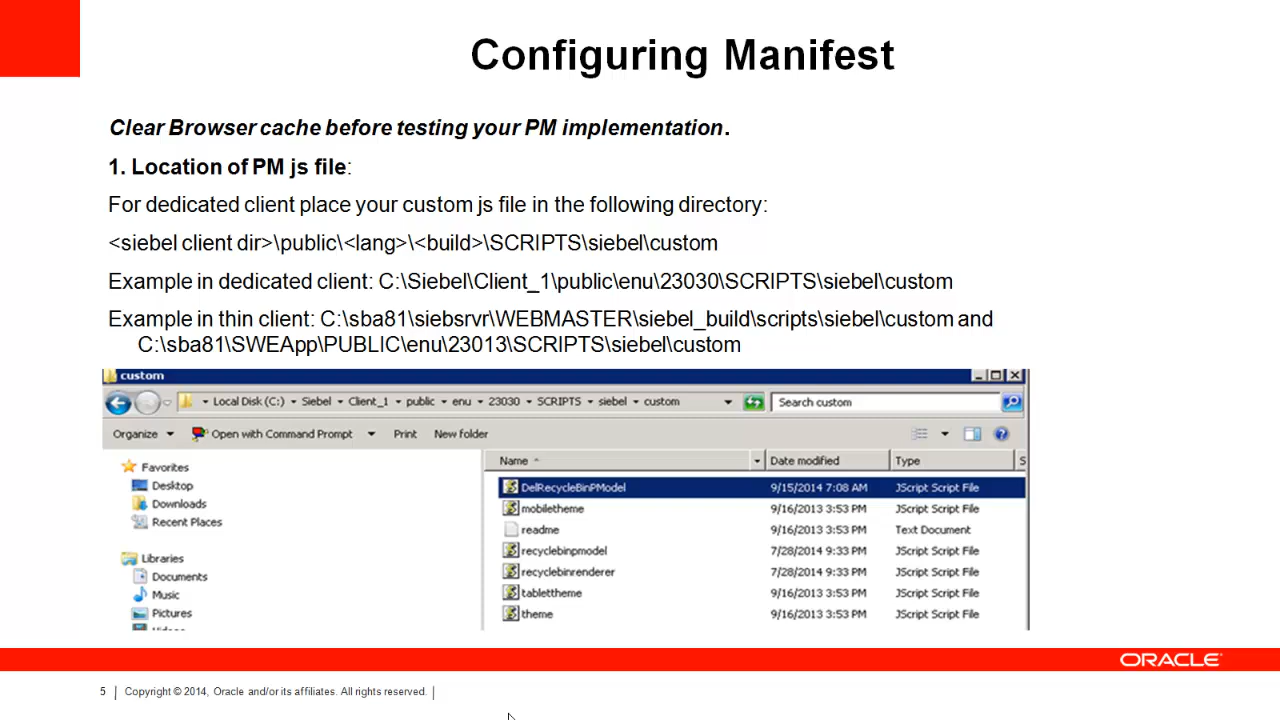 Configuring Manifest
Clear Browser cache before testing your PM implementation.
1. Location of PM js file:
For dedicated client place your custom js file in the following directory:
<siebel client dir>\public\<lang>\<build>\SCRIPTS\siebel\custom
Example in dedicated client: C:\Siebel\Client_1\public\enu\23030\SCRIPTS\siebel\custom
Example in thin client: C:\sba81\siebsrvr\WEBMASTER\siebel_build\scripts\siebel\custom and
C:\sba81\SWEApp\PUBLIC\enu\23013\SCRIPTS\siebel\custom
custom
Local Disk (C:) Siebel Client_1 public enu 23030 SCRIPTS siebel custom Search custom
Organize Open with Command Prompt Print New folder
Favorites
Desktop
Downloads
Recent Places
Libraries
Documents
Music
Pictures
Name Date modified Type S
DelRecycleBinPModel 9/15/2014 7:08 AM JScript Script File
mobiletheme 9/16/2013 3:53 PM JScript Script File
readme 9/16/2013 3:53 PM Text Document
recyclebinpmodel 7/28/2014 9:33 PM JScript Script File
recyclebinrenderer 7/28/2014 9:33 PM JScript Script File
tablettheme 9/16/2013 3:53 PM JScript Script File
theme 9/16/2013 3:53 PM JScript Script File
ORACLE
5 Copyright © 2014, Oracle and/or its affiliates. All rights reserved.